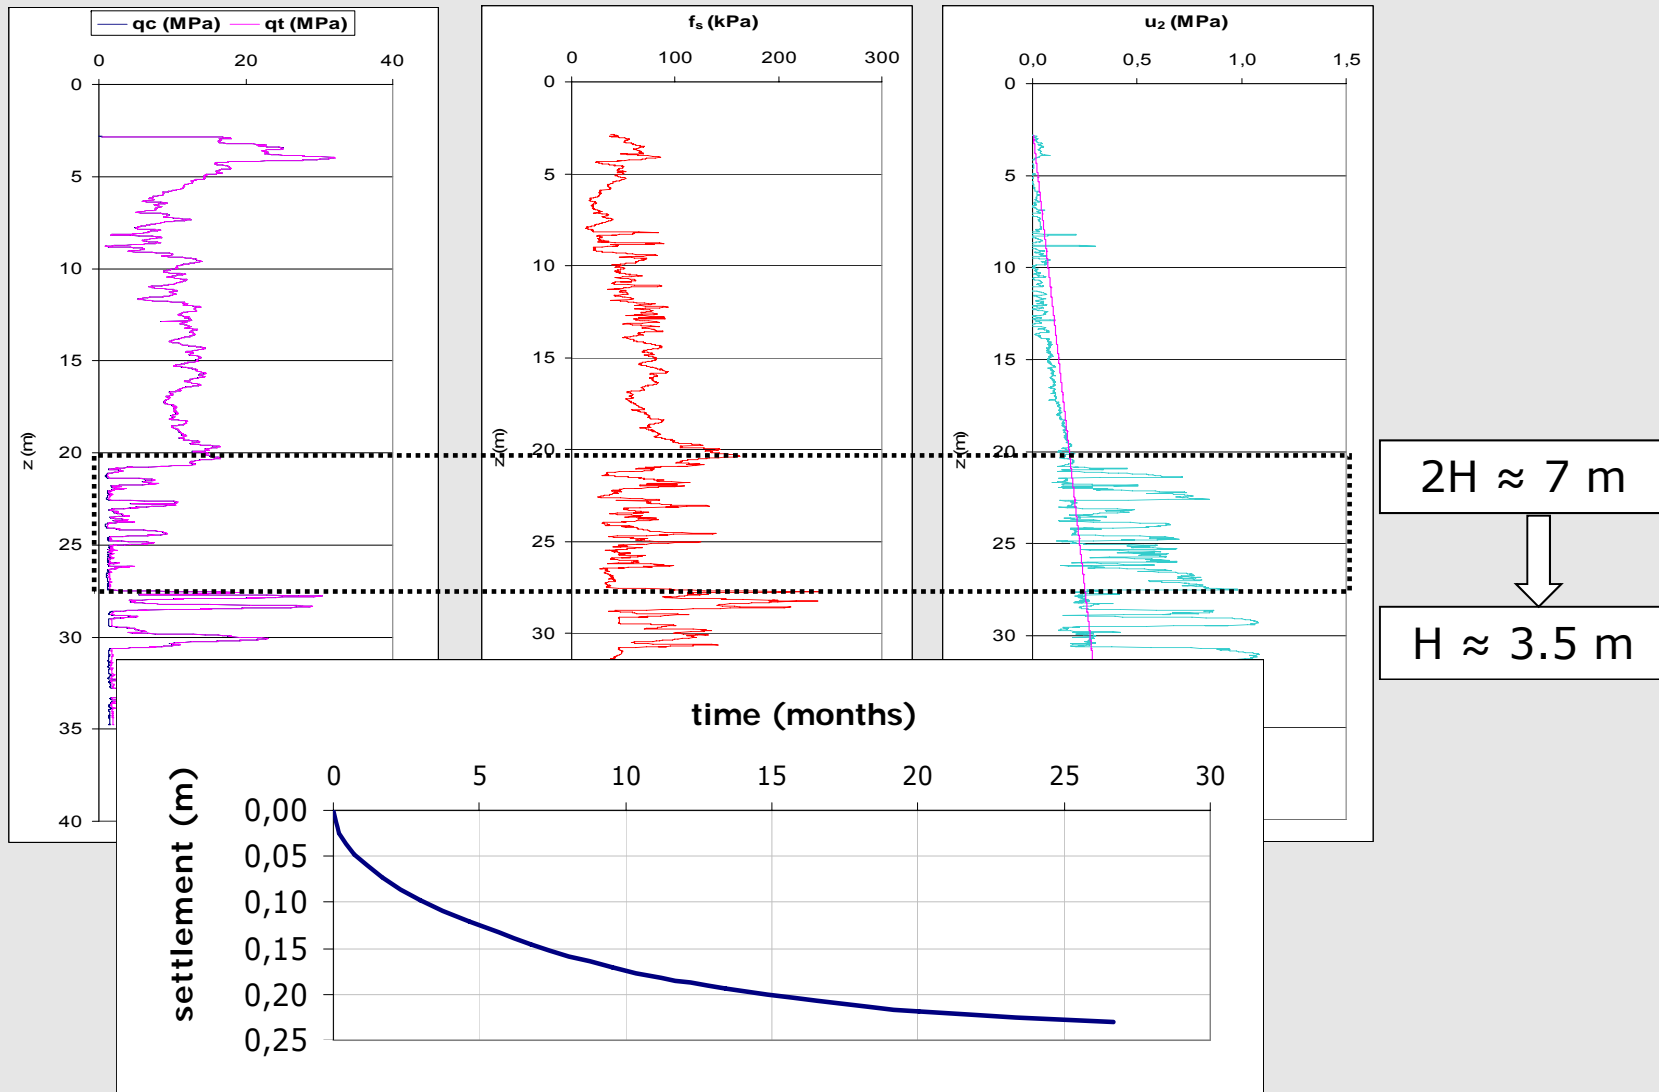 qc (MPa) qt (MPa)
0 20 40
0
5
10
15
20
25
30
35
40
z (m)
fs (kPa)
0 100 200 300
0
5
10
15
20
25
30
z (m)
u2 (MPa)
0,0 0,5 1,0 1,5
0
5
10
15
20
25
30
z (m)
2H ≈ 7 m
H ≈ 3.5 m
time (months)
0 5 10 15 20 25 30
0,00
0,05
0,10
0,15
0,20
0,25
settlement (m)